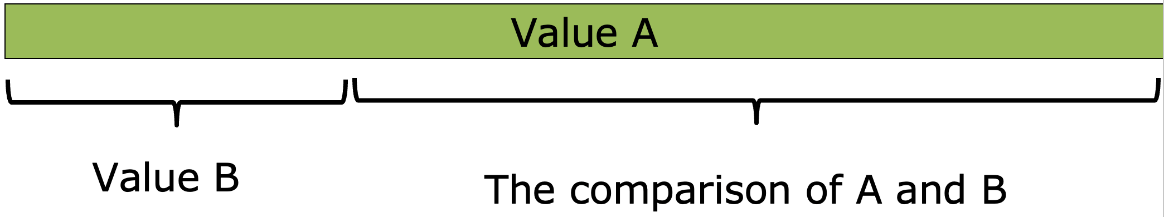 Value A
Value B
The comparison of A and B